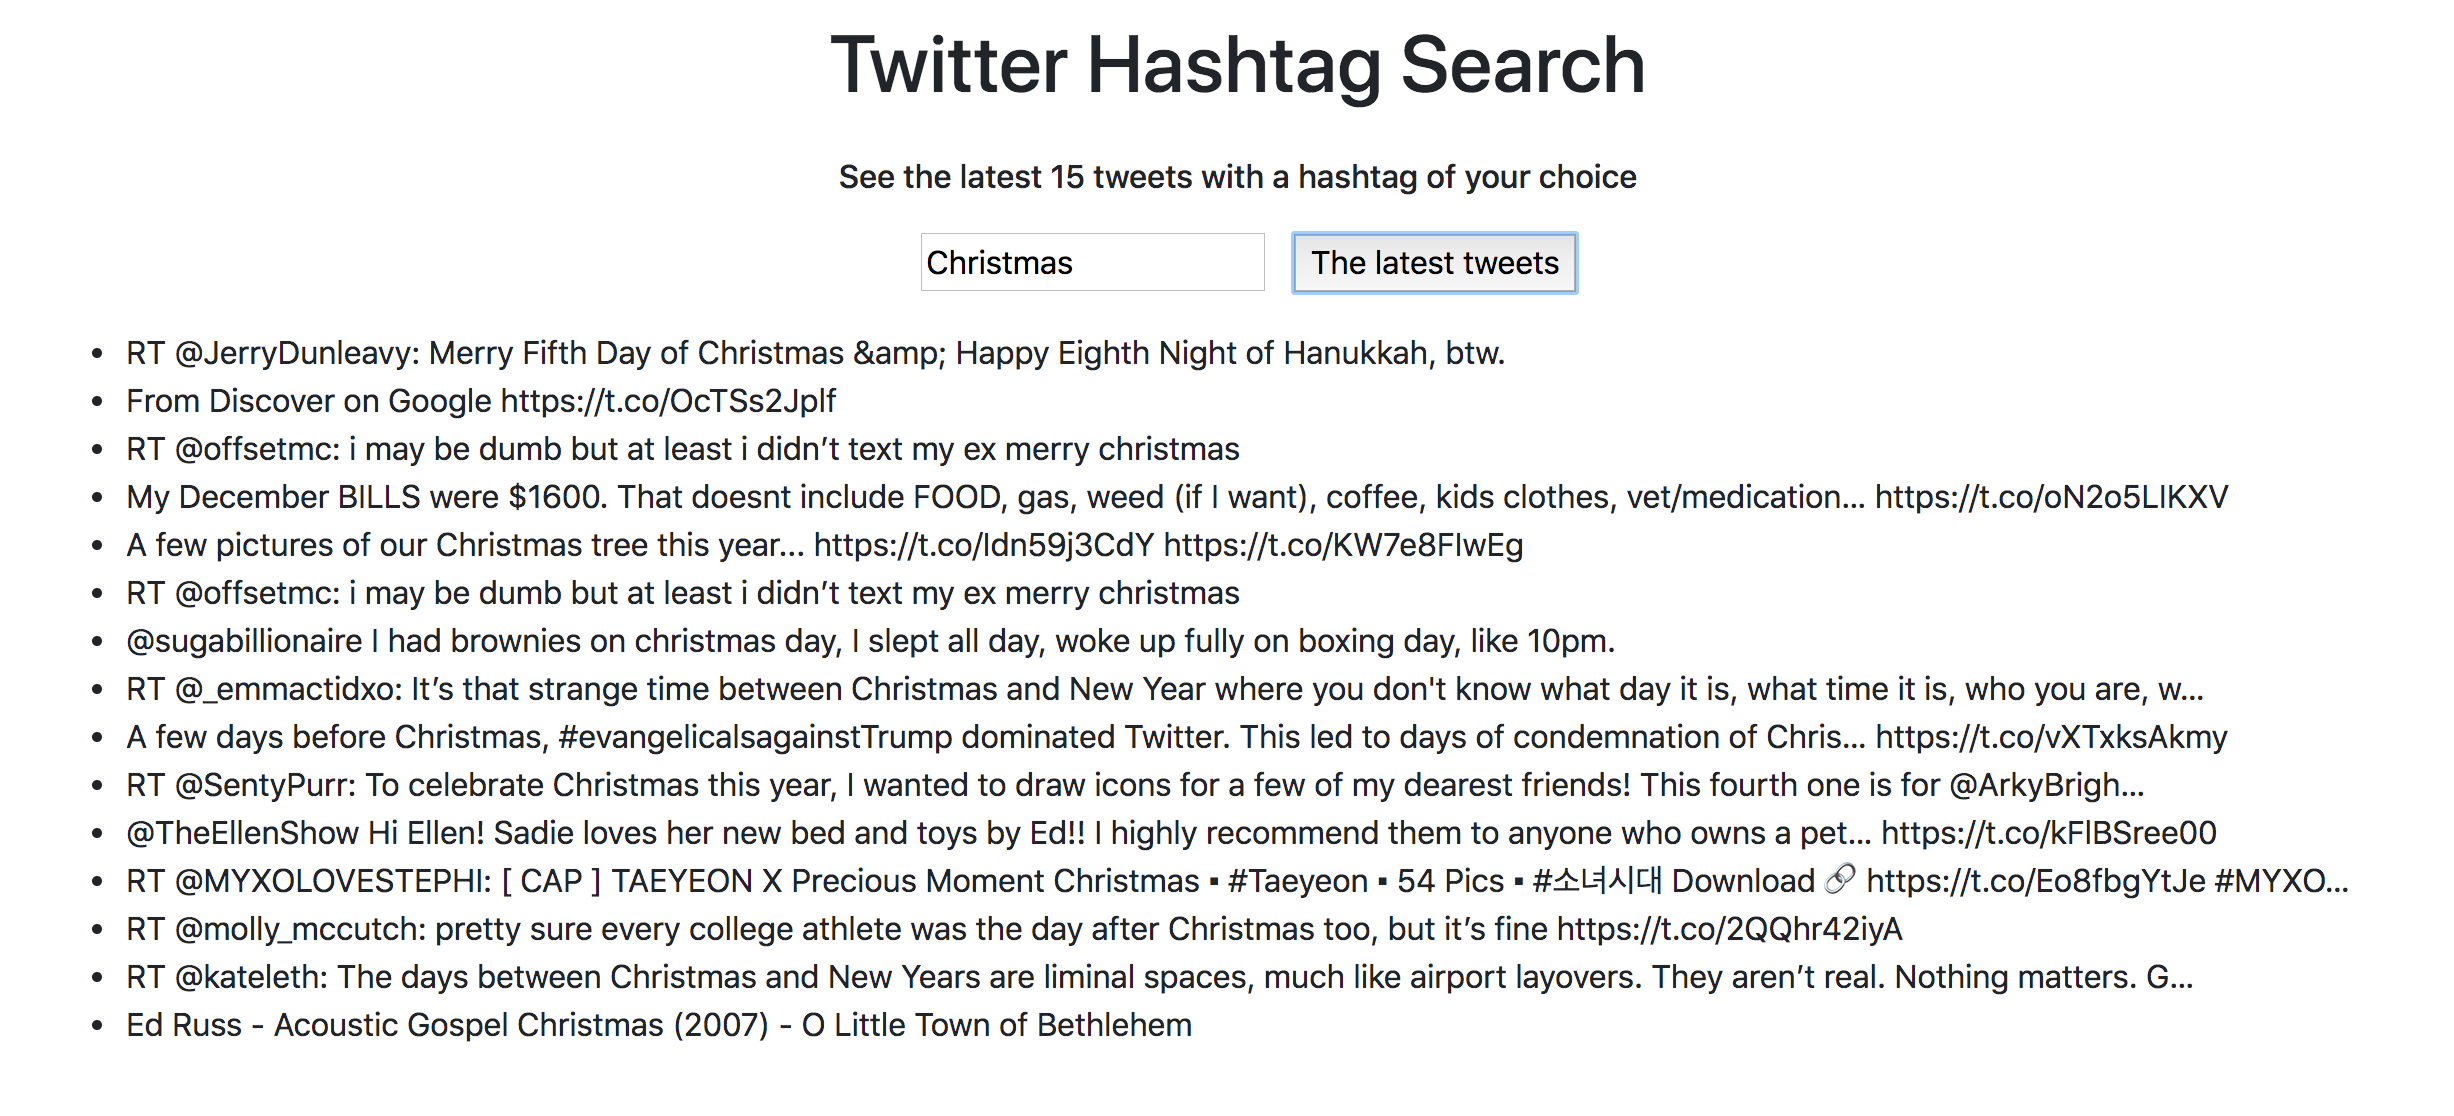 Twitter Hashtag Search
See the latest 15 tweets with a hashtag of your choice
Christmas The latest tweets
• RT @JerryDunleavy: Merry Fifth Day of Christmas &amp; Happy Eighth Night of Hanukkah, btw.
• From Discover on Google https://t.co/OcTSs2Jplf
• RT @offsetmc: i may be dumb but at least i didn’t text my ex merry christmas
• My December BILLS were $1600. That doesnt include FOOD, gas, weed (if I want), coffee, kids clothes, vet/medication… https://t.co/oN2o5LIKXV
• A few pictures of our Christmas tree this year... https://t.co/Idn59j3CdY https://t.co/KW7e8FlwEg
• RT @offsetmc: i may be dumb but at least i didn’t text my ex merry christmas
• @sugabillionaire I had brownies on christmas day, I slept all day, woke up fully on boxing day, like 10pm.
• RT @_emmactidxo: It’s that strange time between Christmas and New Year where you don't know what day it is, what time it is, who you are, w…
• A few days before Christmas, #evangelicalsagainstTrump dominated Twitter. This led to days of condemnation of Chris… https://t.co/vXTxksAkmy
• RT @SentyPurr: To celebrate Christmas this year, I wanted to draw icons for a few of my dearest friends! This fourth one is for @ArkyBrigh…
• @TheEllenShow Hi Ellen! Sadie loves her new bed and toys by Ed!! I highly recommend them to anyone who owns a pet… https://t.co/kFlBSree00
• RT @MYXOLOVESTEPHI: [ CAP ] TAEYEON X Precious Moment Christmas ▪ #Taeyeon ▪ 54 Pics ▪ #소녀시대 Download 🔗 https://t.co/Eo8fbgYtJe #MYXO…
• RT @molly_mccutch: pretty sure every college athlete was the day after Christmas too, but it’s fine https://t.co/2QQhr42iyA
• RT @kateleth: The days between Christmas and New Years are liminal spaces, much like airport layovers. They aren’t real. Nothing matters. G…
• Ed Russ - Acoustic Gospel Christmas (2007) - O Little Town of Bethlehem